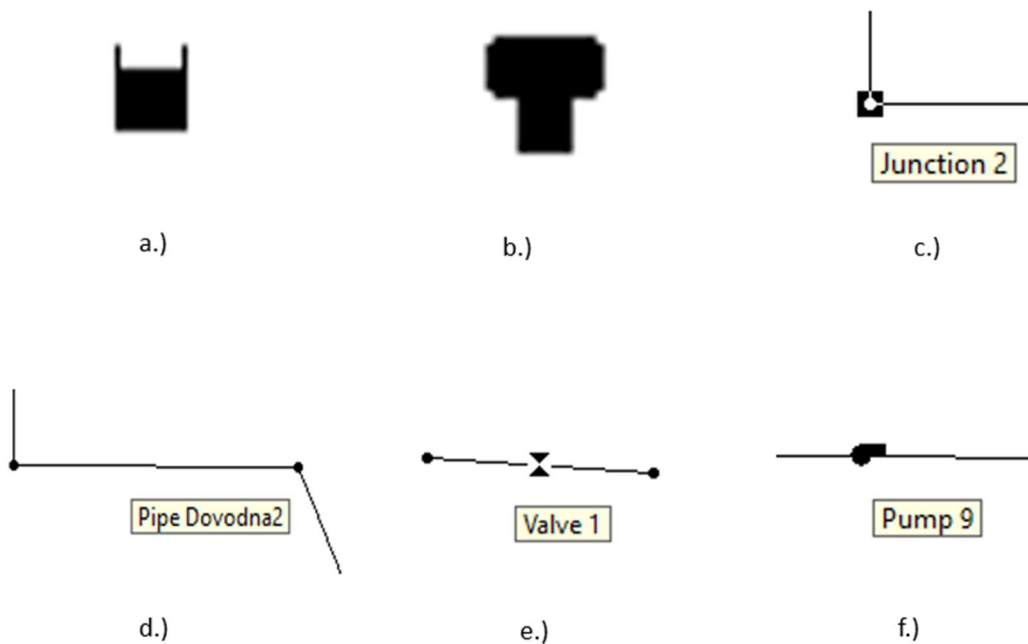 Junction 2
a.)
b.)
c.)
Pipe Dovodna2
Valve 1
Pump 9
d.)
e.)
f.)